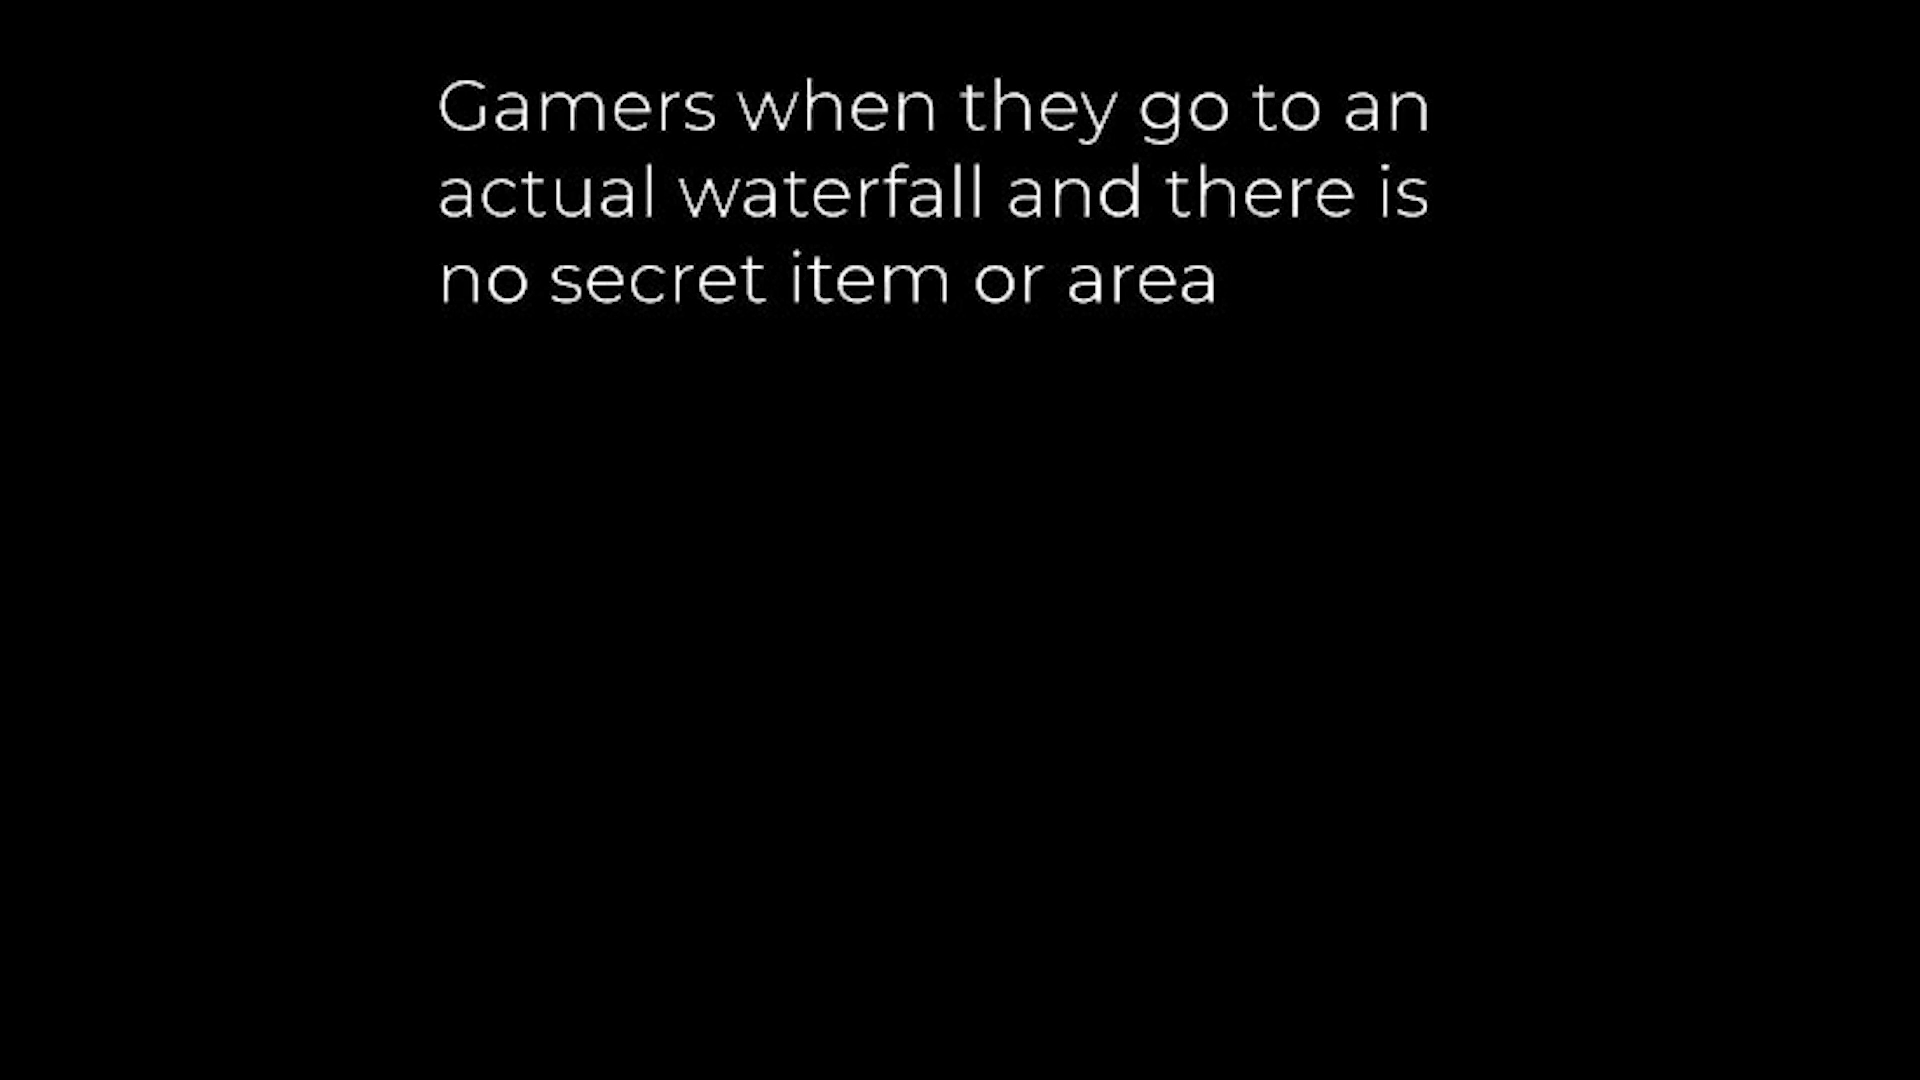 Gamers when they go to an
actual waterfall and there is
no secret item or area